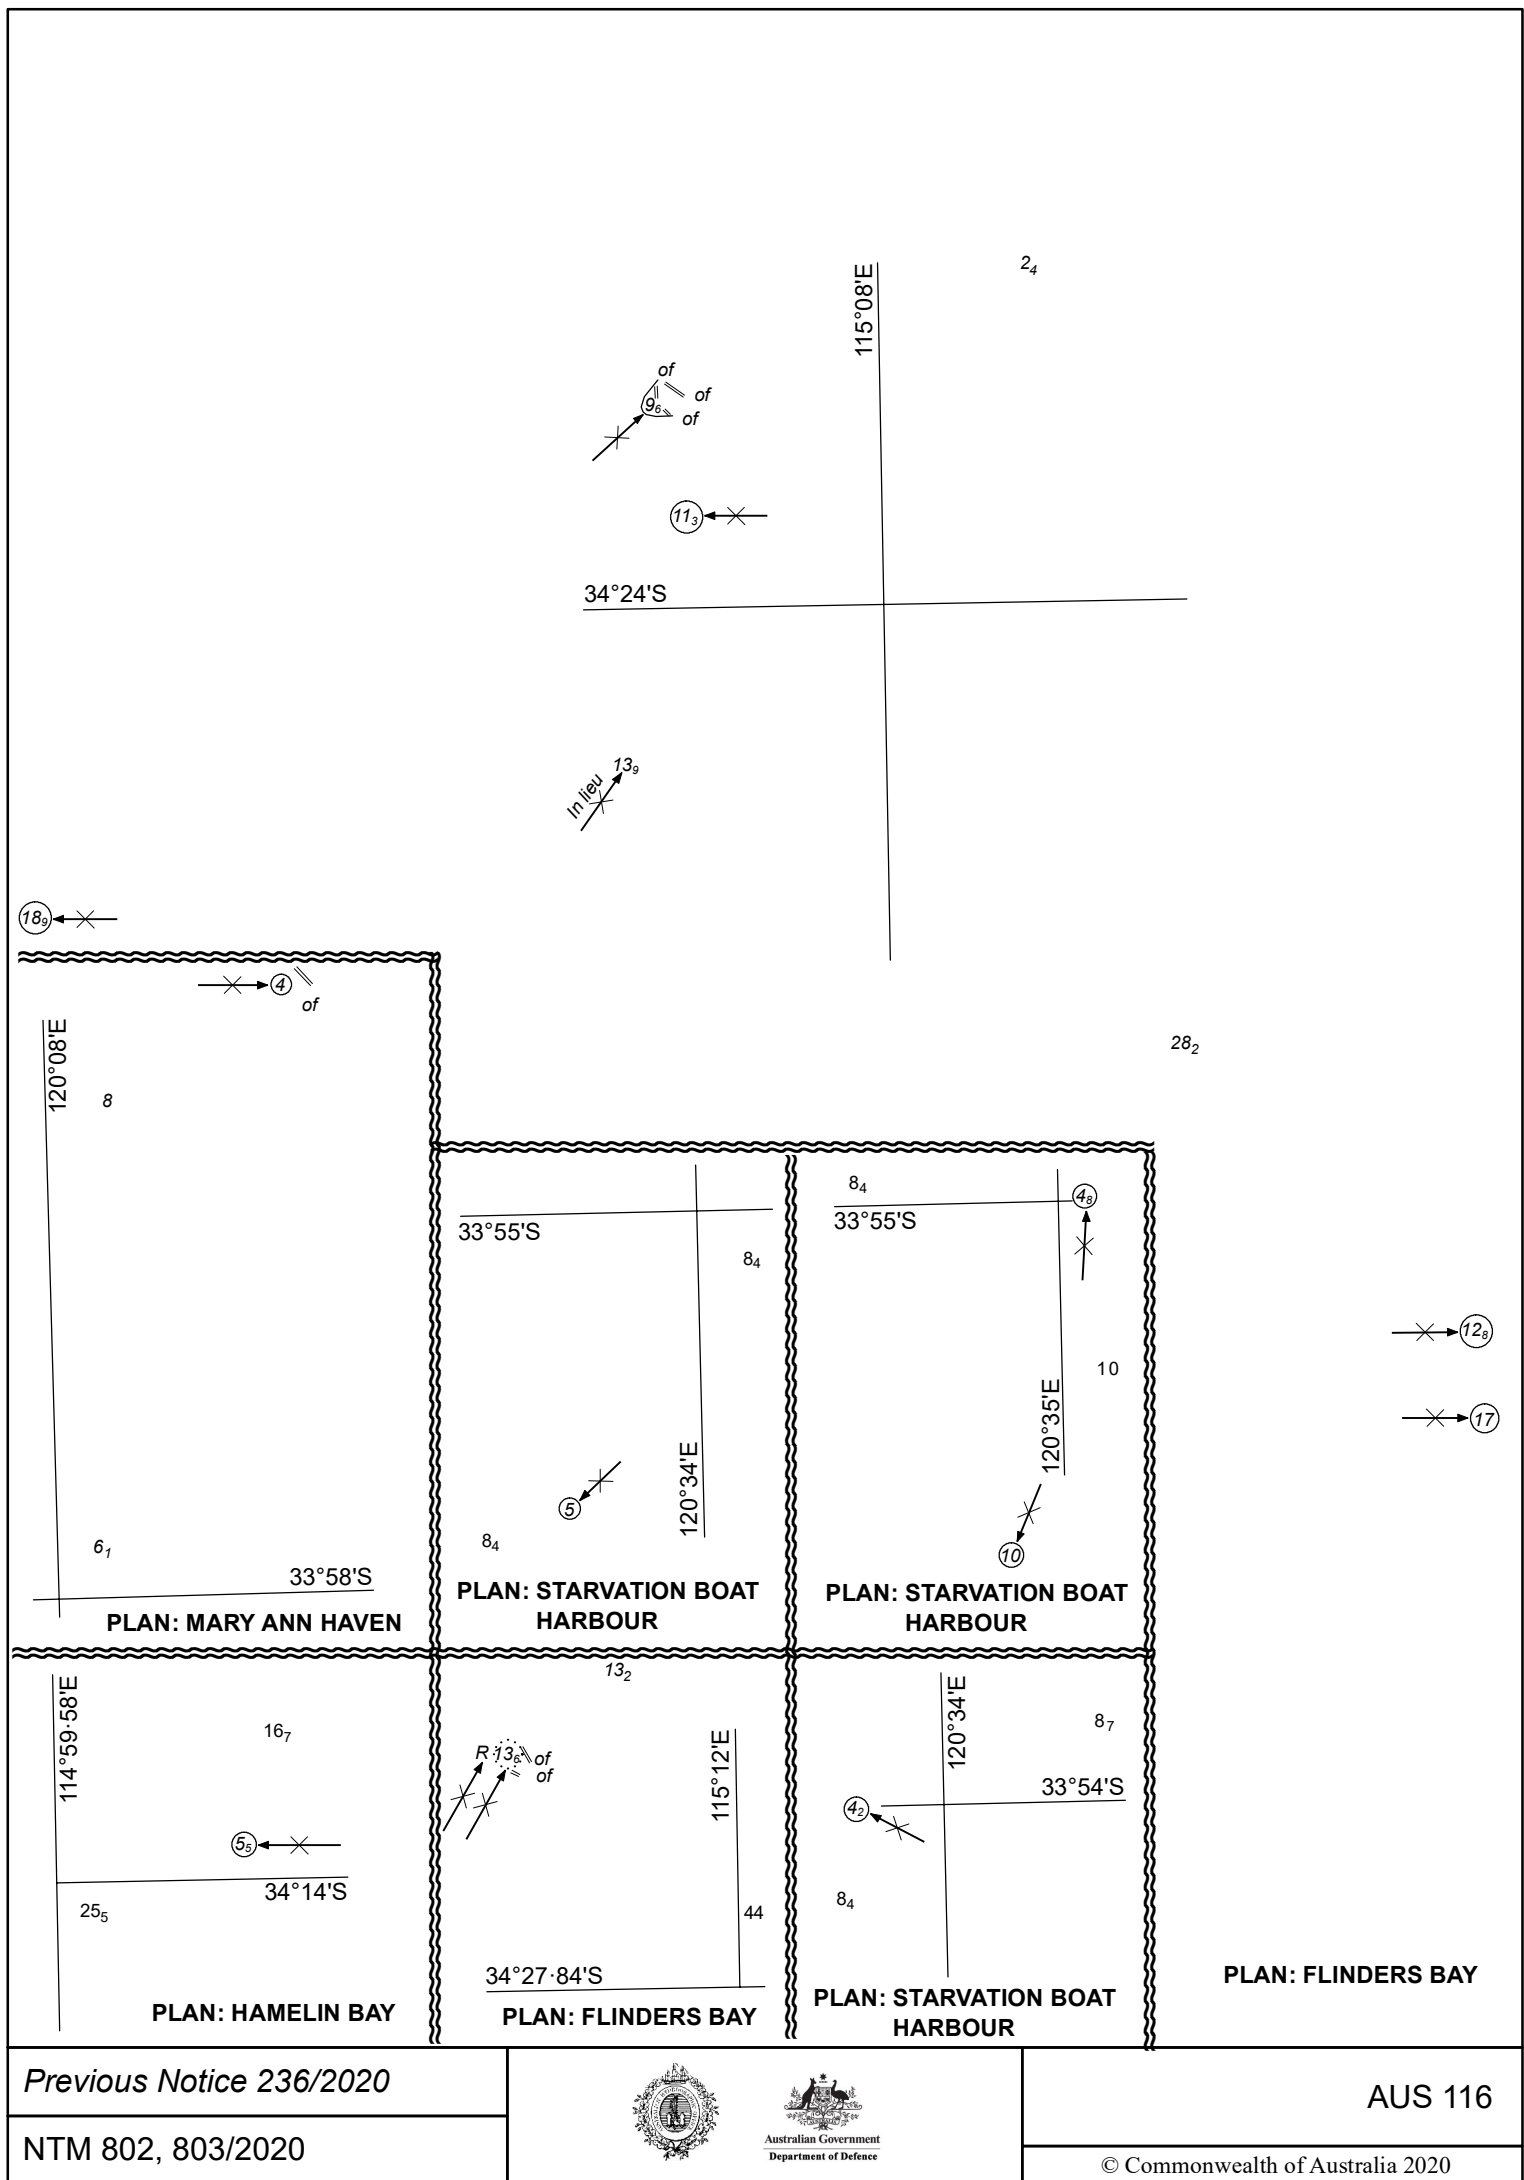 2₄
115°08'E
of
of
9₆
of
11₃
34°24'S
In lieu
13₉
18₉
4
of
120°08'E
8
6₁
33°58'S
PLAN: MARY ANN HAVEN
28₂
33°55'S
8₄
120°34'E
5
8₄
PLAN: STARVATION BOAT
HARBOUR
8₄
4₈
33°55'S
10
120°35'E
10
PLAN: STARVATION BOAT
HARBOUR
12₈
17
114°59·58'E
16₇
5₅
34°14'S
25₅
PLAN: HAMELIN BAY
13₂
R 13₆ of
of
115°12'E
44
34°27·84'S
PLAN: FLINDERS BAY
120°34'E
8₇
33°54'S
4₂
8₄
PLAN: STARVATION BOAT
HARBOUR
PLAN: FLINDERS BAY
Previous Notice 236/2020
NTM 802, 803/2020
Australian Government
Department of Defence
AUS 116
© Commonwealth of Australia 2020